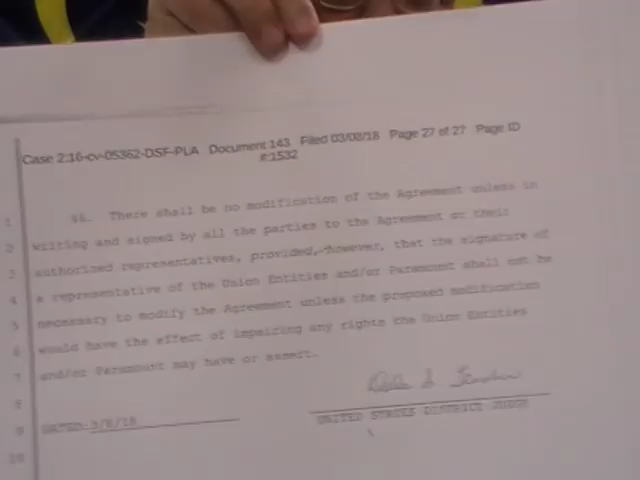 Case 2:16-cv-05362-DSF-PLA Document 143 Filed 03/08/18 Page 27 of 27 Page ID
#:1532
1 46. There shall be no modification of the Agreement unless in
2 writing and signed by all the parties to the Agreement or their
3 authorized representatives, provided, however, that the signature of
4 a representative of the Union Entities and/or Paramount shall not be
5 necessary to modify the Agreement unless the proposed modification
6 would have the effect of impairing any rights the Union Entities
7 and/or Paramount may have or assert.
8
9 DATED: 3/8/18 UNITED STATES DISTRICT JUDGE
10